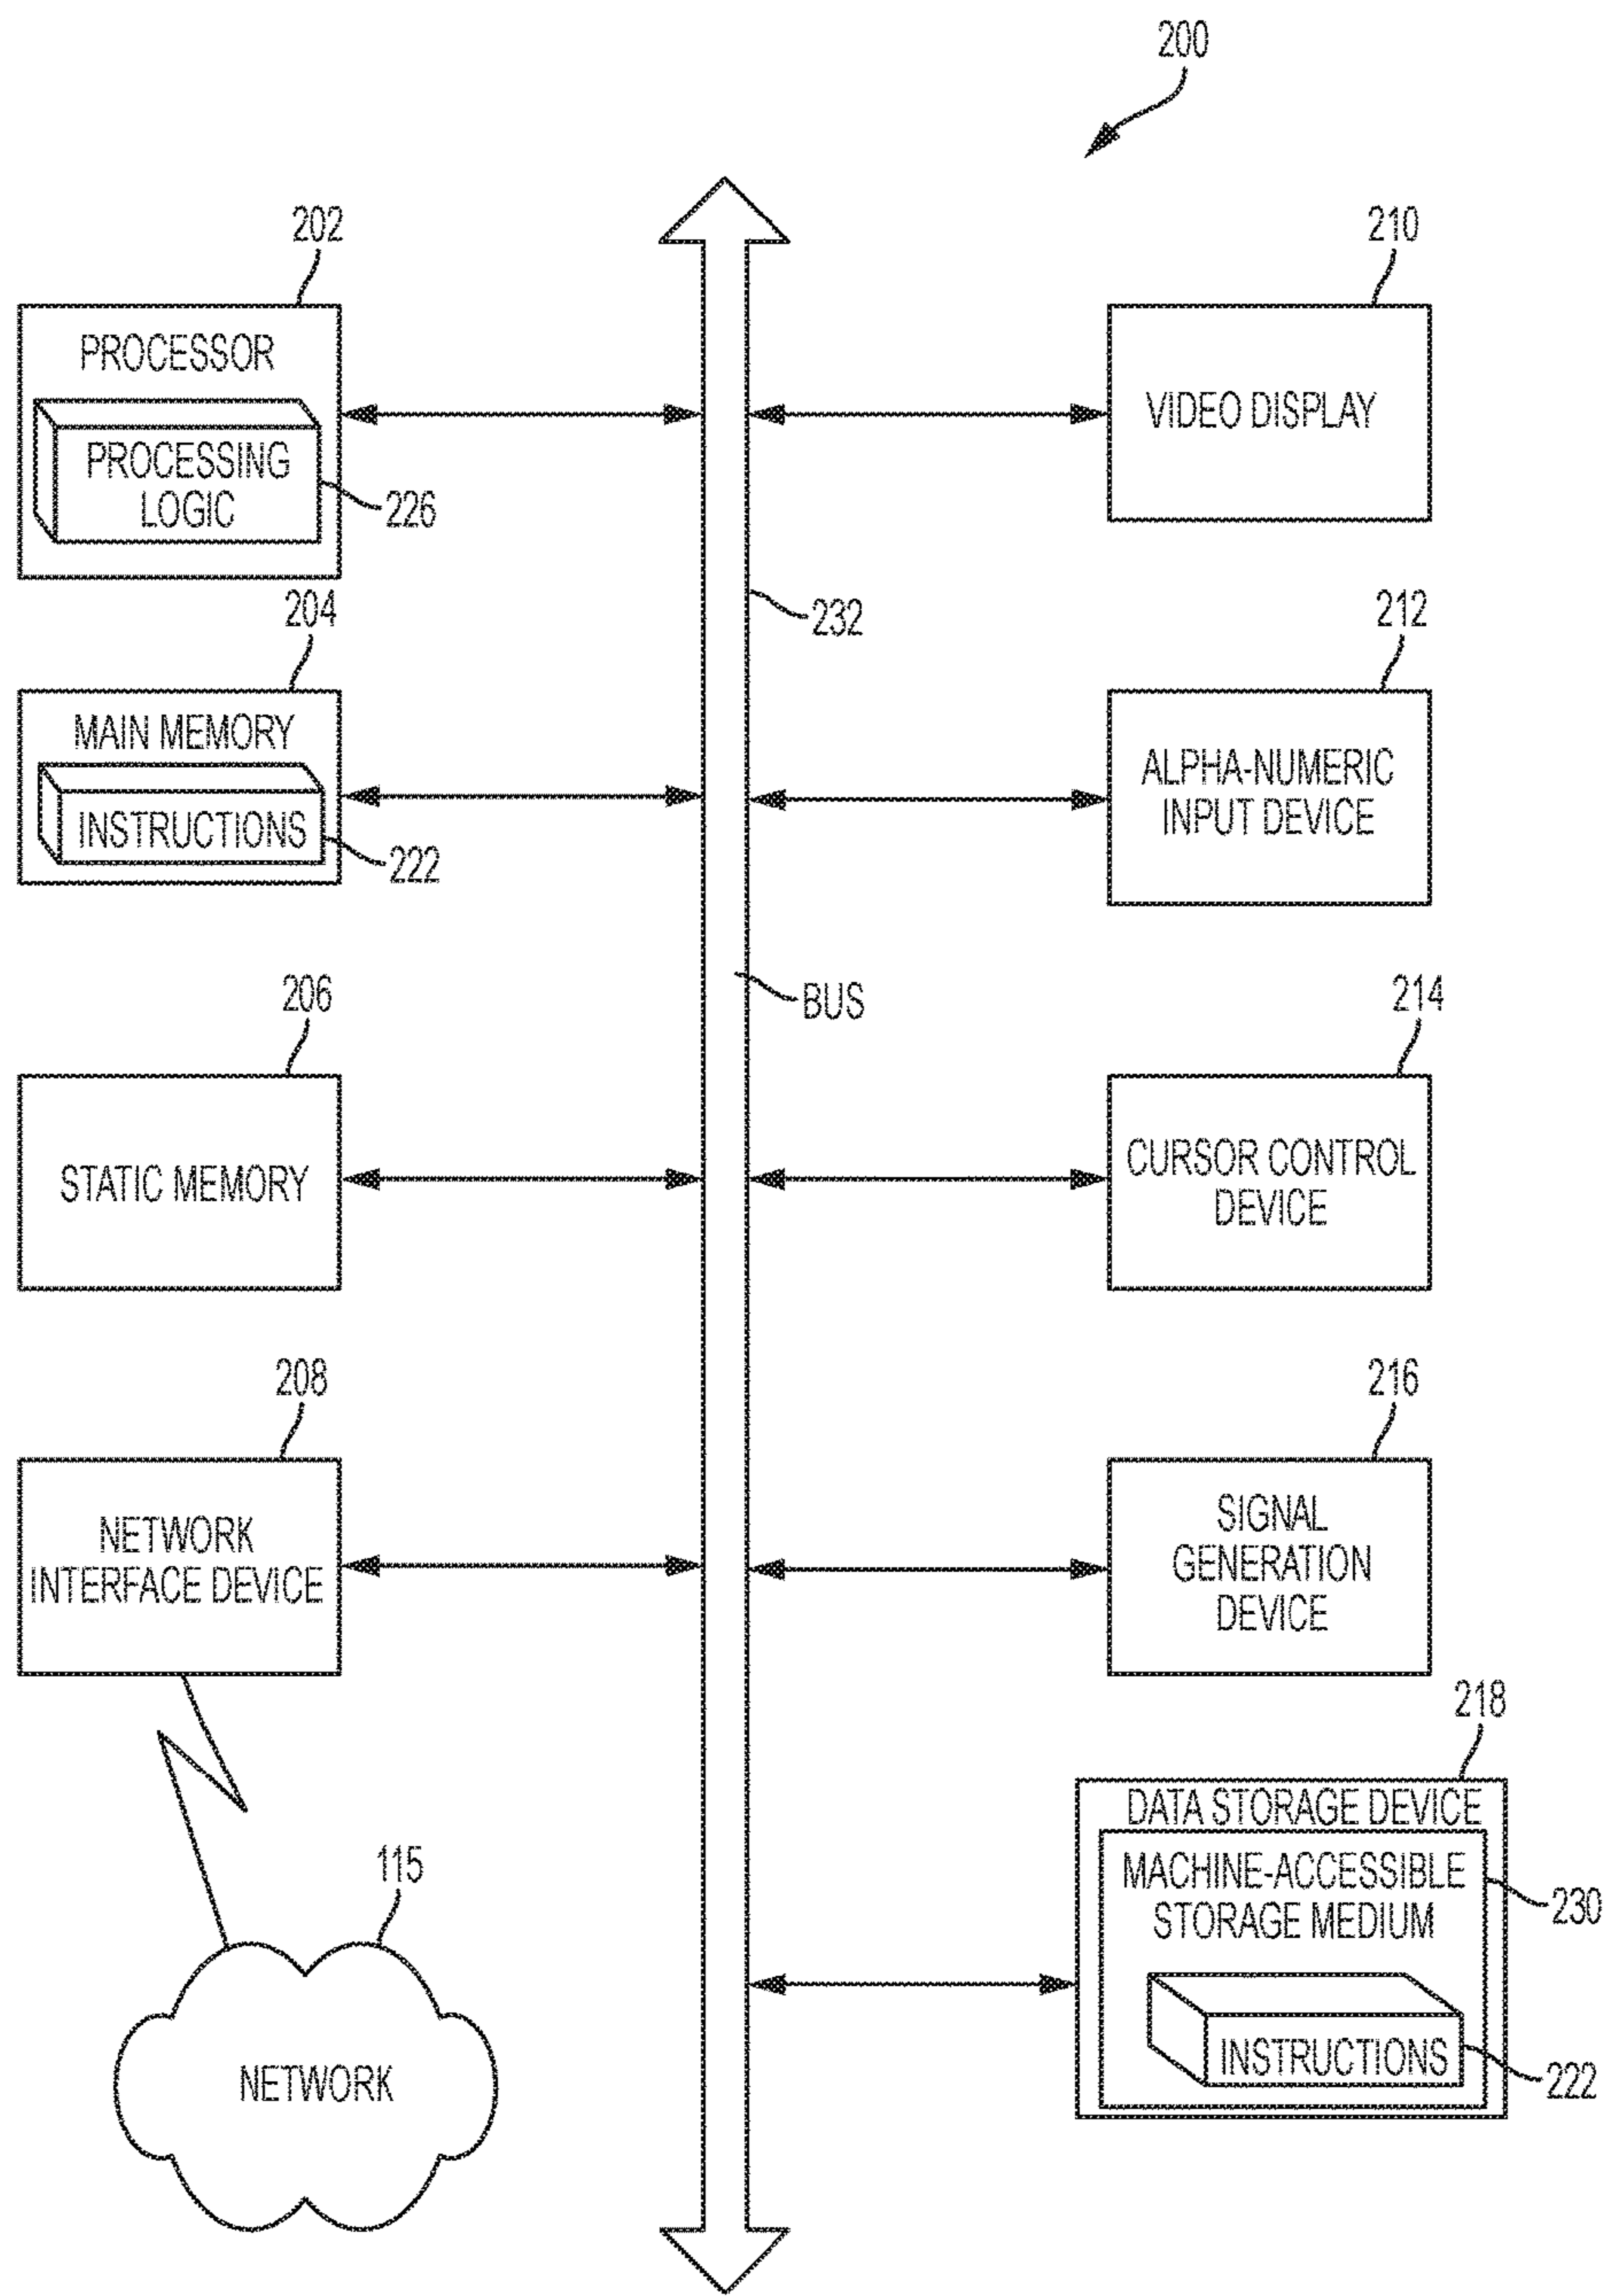 200
202
PROCESSOR
PROCESSING
LOGIC
226
210
VIDEO DISPLAY
232
204
MAIN MEMORY
INSTRUCTIONS
222
212
ALPHA-NUMERIC
INPUT DEVICE
BUS
206
STATIC MEMORY
214
CURSOR CONTROL
DEVICE
208
NETWORK
INTERFACE DEVICE
216
SIGNAL
GENERATION
DEVICE
115
NETWORK
218
DATA STORAGE DEVICE
MACHINE-ACCESSIBLE
STORAGE MEDIUM
230
INSTRUCTIONS
222